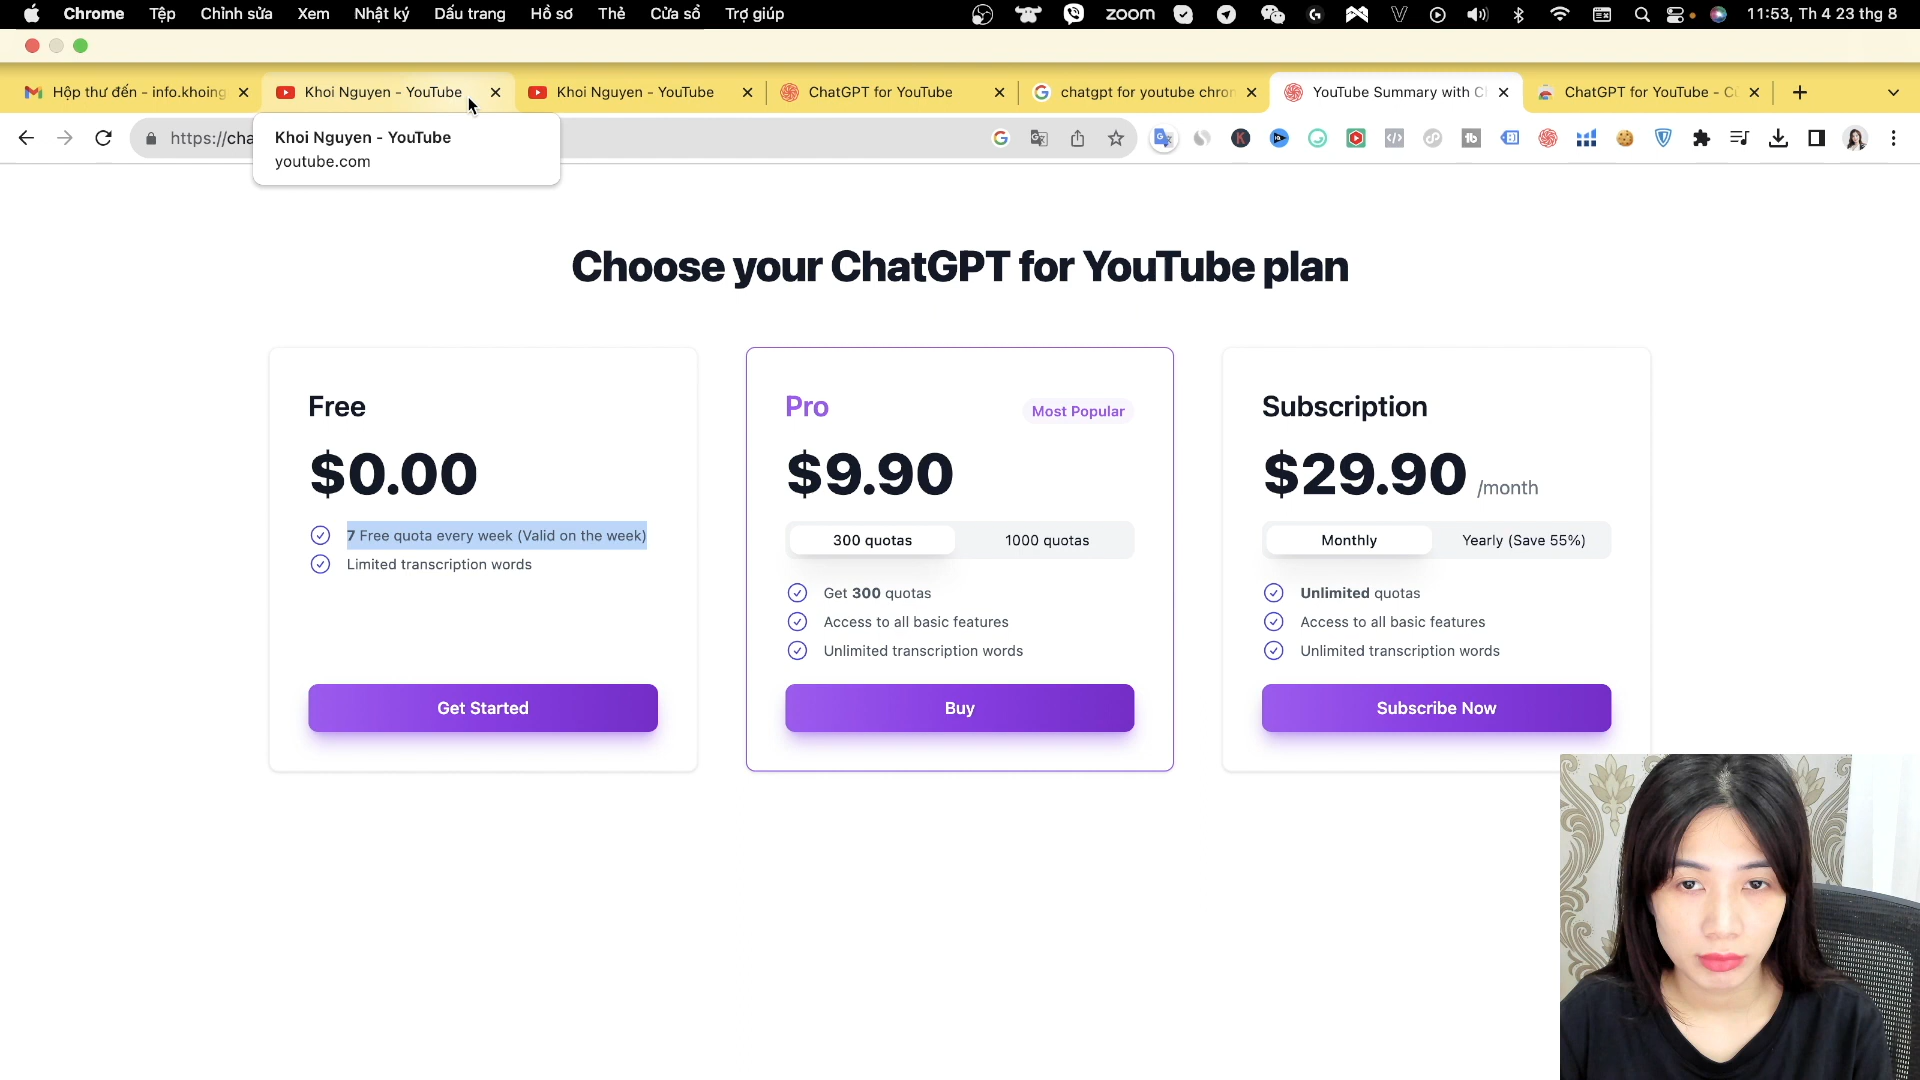 Chrome Tệp Chỉnh sửa Xem Nhật ký Dấu trang Hồ sơ Thẻ Cửa sổ Trợ giúp zoom 11:53, Th 4 23 thg 8
Hộp thư đến - info.khoing Khoi Nguyen - YouTube Khoi Nguyen - YouTube ChatGPT for YouTube chatgpt for youtube chron YouTube Summary with C ChatGPT for YouTube - C
https://cha
Khoi Nguyen - YouTube
youtube.com
Choose your ChatGPT for YouTube plan
Free
$0.00
7 Free quota every week (Valid on the week)
Limited transcription words
Get Started
Pro
Most Popular
$9.90
300 quotas 1000 quotas
Get 300 quotas
Access to all basic features
Unlimited transcription words
Buy
Subscription
$29.90 /month
Monthly Yearly (Save 55%)
Unlimited quotas
Access to all basic features
Unlimited transcription words
Subscribe Now